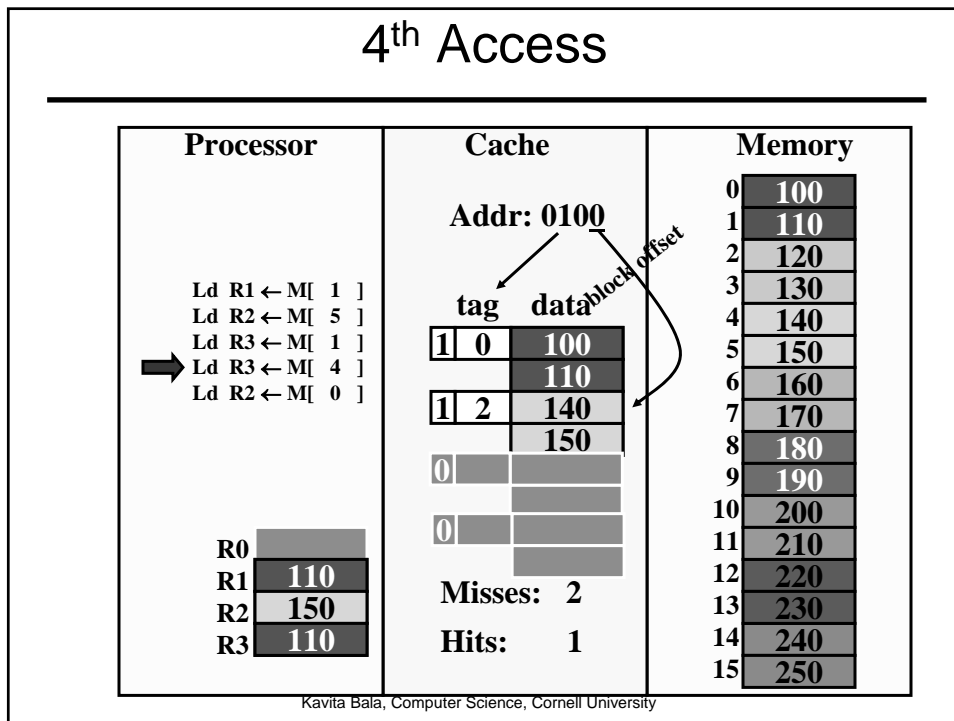 4th Access
Processor
Ld R1 ← M[ 1 ]
Ld R2 ← M[ 5 ]
Ld R3 ← M[ 1 ]
Ld R3 ← M[ 4 ]
Ld R2 ← M[ 0 ]
R0
R1 110
R2 150
R3 110
Cache
Addr: 0100
block offset
tag data
1 0 100
110
1 2 140
150
0
0
Misses: 2
Hits: 1
Memory
0 100
1 110
2 120
3 130
4 140
5 150
6 160
7 170
8 180
9 190
10 200
11 210
12 220
13 230
14 240
15 250
Kavita Bala, Computer Science, Cornell University